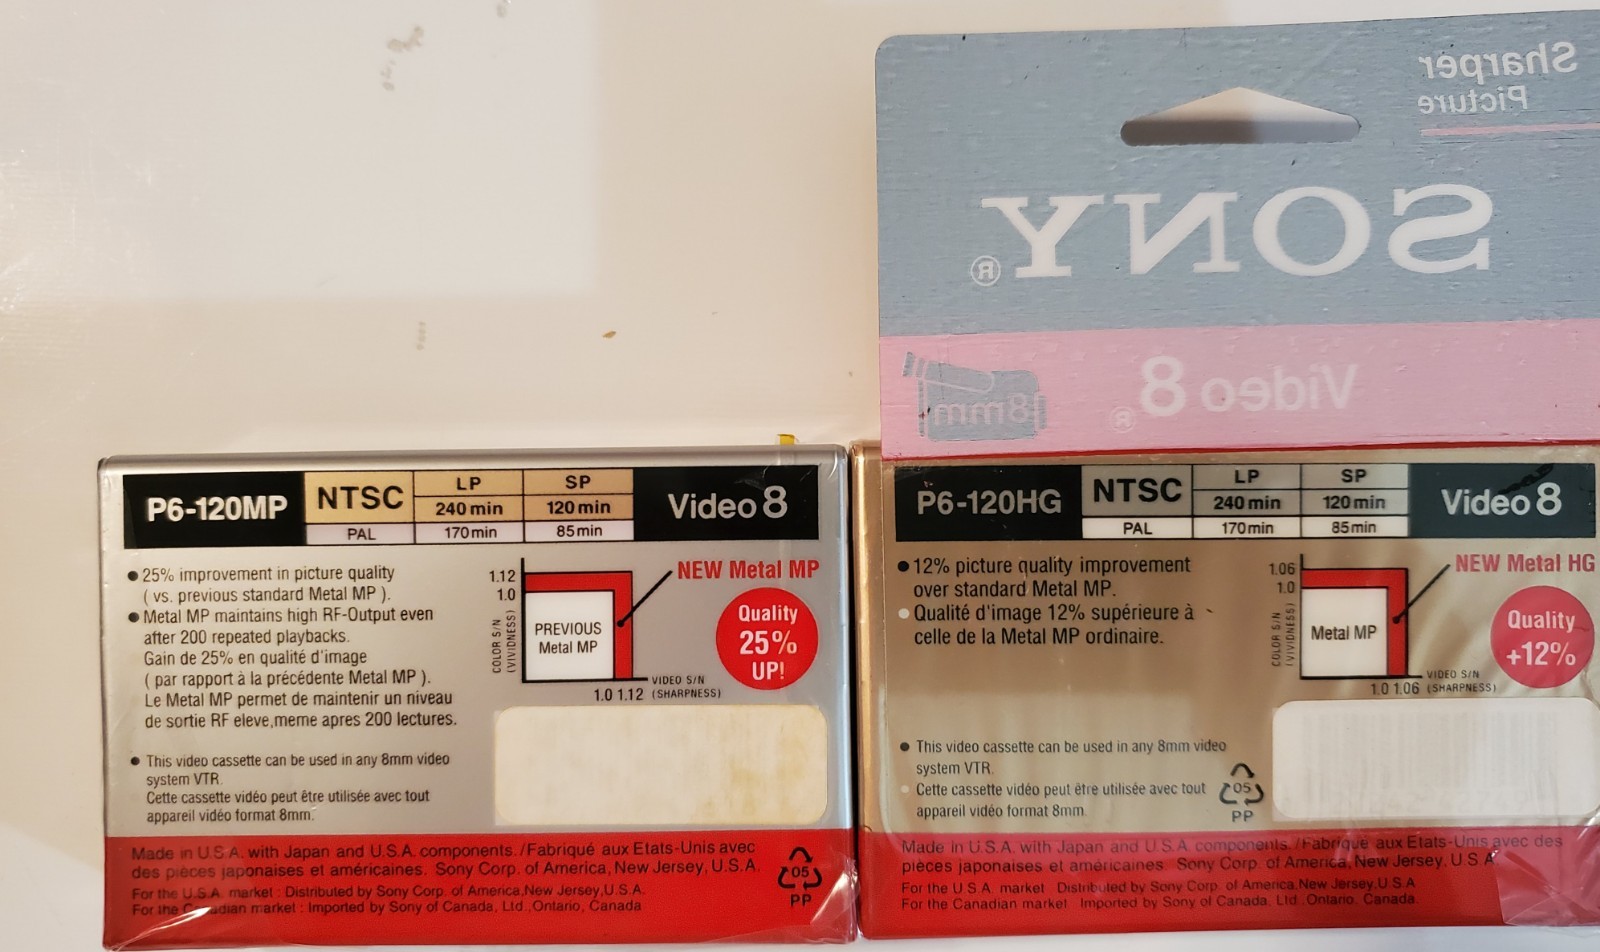 Sharper
Picture
SONY®
Video 8®
8mm
P6-120MP
NTSC
LP
SP
240 min
120 min
PAL
170 min
85 min
Video 8
● 25% improvement in picture quality
( vs. previous standard Metal MP ).
● Metal MP maintains high RF-Output even
after 200 repeated playbacks.
Gain de 25% en qualité d'image
( par rapport à la précédente Metal MP ).
Le Metal MP permet de maintenir un niveau
de sortie RF eleve,meme apres 200 lectures.
● This video cassette can be used in any 8mm video
system VTR.
Cette cassette vidéo peut être utilisée avec tout
appareil vidéo format 8mm.
1.12
1.0
COLOR S/N
(VIVIDNESS)
PREVIOUS
Metal MP
NEW Metal MP
Quality
25%
UP!
VIDEO S/N
1.0 1.12 (SHARPNESS)
Made in U.S.A. with Japan and U.S.A. components. /Fabriqué aux Etats-Unis avec
des pièces japonaises et américaines. Sony Corp. of America, New Jersey, U.S.A.
For the U.S.A. market : Distributed by Sony Corp. of America,New Jersey,U.S.A.
For the Canadian market : Imported by Sony of Canada, Ltd.,Ontario, Canada
05
PP
P6-120HG
NTSC
LP
SP
240 min
120 min
PAL
170 min
85 min
Video 8
● 12% picture quality improvement
over standard Metal MP.
● Qualité d'image 12% supérieure à
celle de la Metal MP ordinaire.
● This video cassette can be used in any 8mm video
system VTR.
● Cette cassette vidéo peut être utilisée avec tout
appareil vidéo format 8mm
1.06
1.0
COLOR S/N
(VIVIDNESS)
Metal MP
NEW Metal HG
Quality
+12%
VIDEO S/N
1.0 1.06 (SHARPNESS)
05
PP
Made in U.S.A. with Japan and U.S.A. components. /Fabriqué aux Etats-Unis avec des
pièces japonaises et américaines. Sony Corp. of America, New Jersey, U.S.A
For the U.S.A. market Distributed by Sony Corp. of America,New Jersey,U.S.A
For the Canadian market Imported by Sony of Canada, Ltd.,Ontario, Canada.